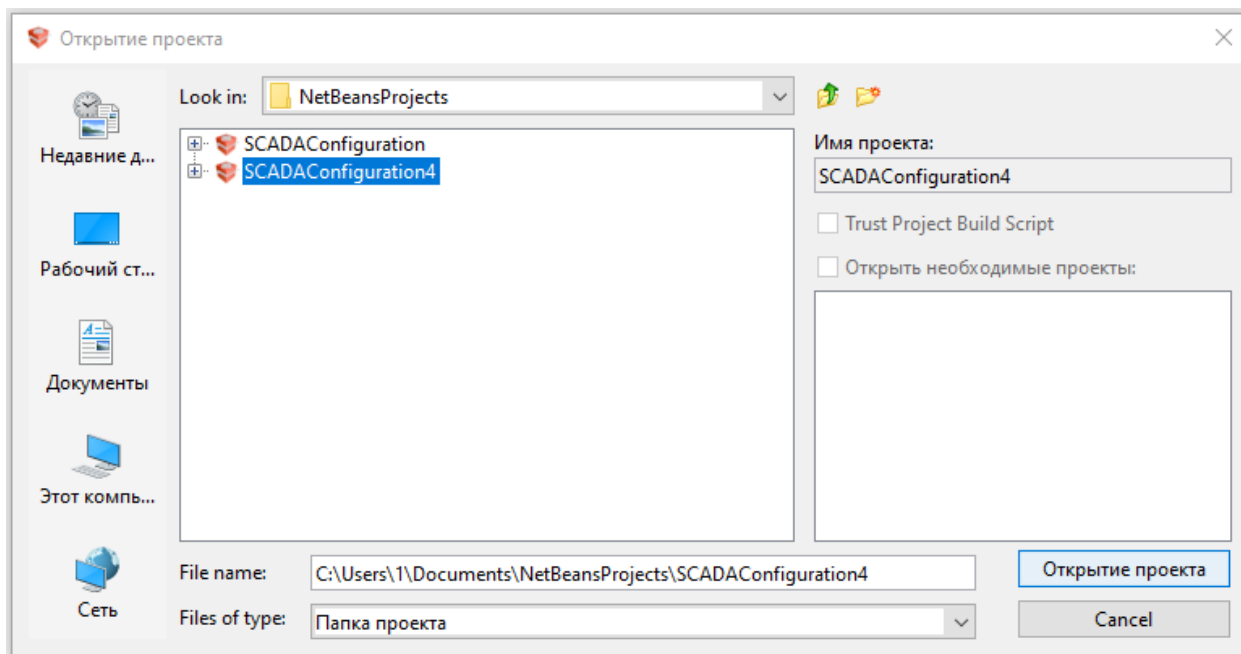 Открытие проекта
Look in: NetBeansProjects
Недавние д...
Рабочий ст...
Документы
Этот компь...
Сеть
SCADAConfiguration
SCADAConfiguration4
Имя проекта:
SCADAConfiguration4
Trust Project Build Script
Открыть необходимые проекты:
File name: C:\Users\1\Documents\NetBeansProjects\SCADAConfiguration4
Открытие проекта
Files of type: Папка проекта
Cancel